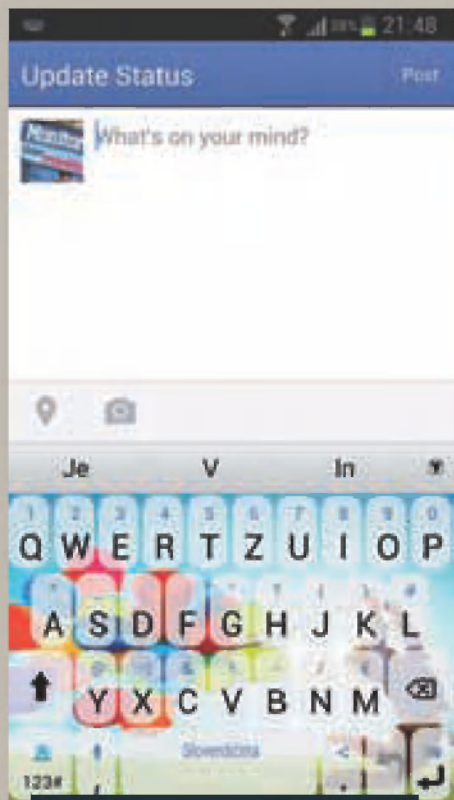 21:48
Update Status Post
What's on your mind?
Je V In
1 2 3 4 5 6 7 8 9 0
Q W E R T Z U I O P
A S D F G H J K L
Y X C V B N M
Slovenščina
123#